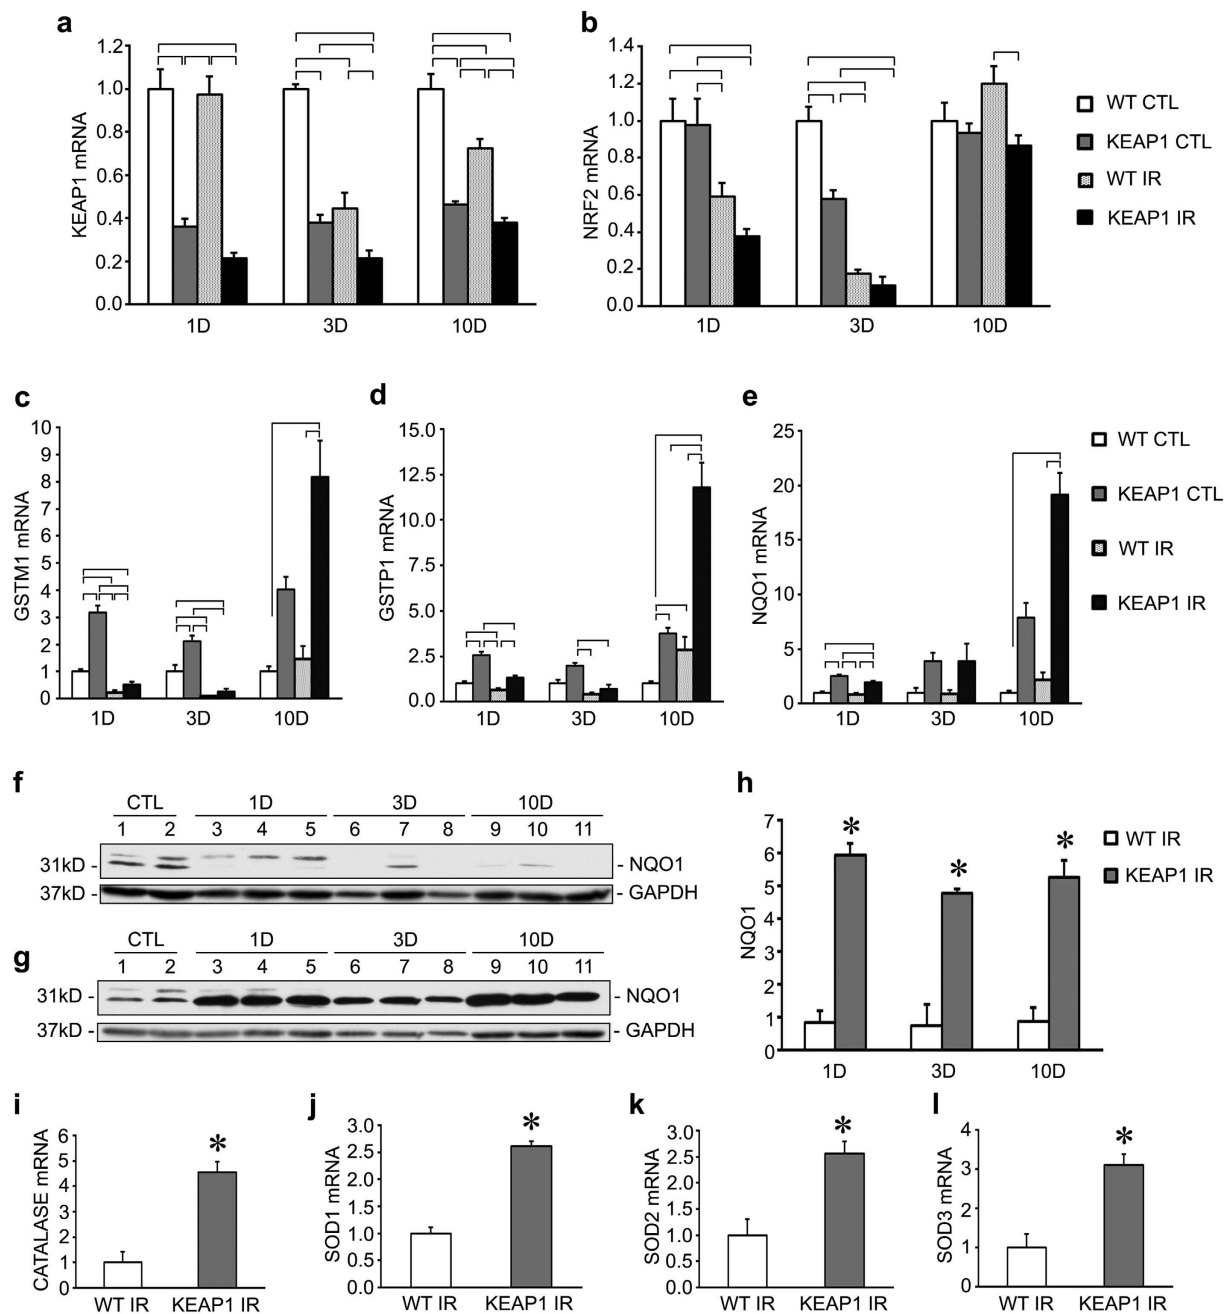 a
KEAP1 mRNA
1.2
1.0
0.8
0.6
0.4
0.2
0.0
1D 3D 10D
b
NRF2 mRNA
1.4
1.2
1.0
0.8
0.6
0.4
0.2
0.0
1D 3D 10D
WT CTL
KEAP1 CTL
WT IR
KEAP1 IR
c
GSTM1 mRNA
10
9
8
7
6
5
4
3
2
1
0
1D 3D 10D
d
GSTP1 mRNA
15.0
12.5
12.0
7.5
5.0
2.5
0.0
1D 3D 10D
e
NQO1 mRNA
25
20
15
10
5
0
1D 3D 10D
WT CTL
KEAP1 CTL
WT IR
KEAP1 IR
f
CTL 1D 3D 10D
1 2 3 4 5 6 7 8 9 10 11
31kD - - NQO1
37kD - - GAPDH
g
CTL 1D 3D 10D
1 2 3 4 5 6 7 8 9 10 11
31kD - - NQO1
37kD - - GAPDH
h
NQO1
7
6
5
4
3
2
1
0
* * *
1D 3D 10D
WT IR
KEAP1 IR
i
CATALASE mRNA
6
5
4
3
2
1
0
*
WT IR KEAP1 IR
j
SOD1 mRNA
3.0
2.5
2.0
1.5
1.0
0.5
0.0
*
WT IR KEAP1 IR
k
SOD2 mRNA
3.0
2.5
2.0
1.5
1.0
0.5
0.0
*
WT IR KEAP1 IR
l
SOD3 mRNA
4
3
2
1
0
*
WT IR KEAP1 IR